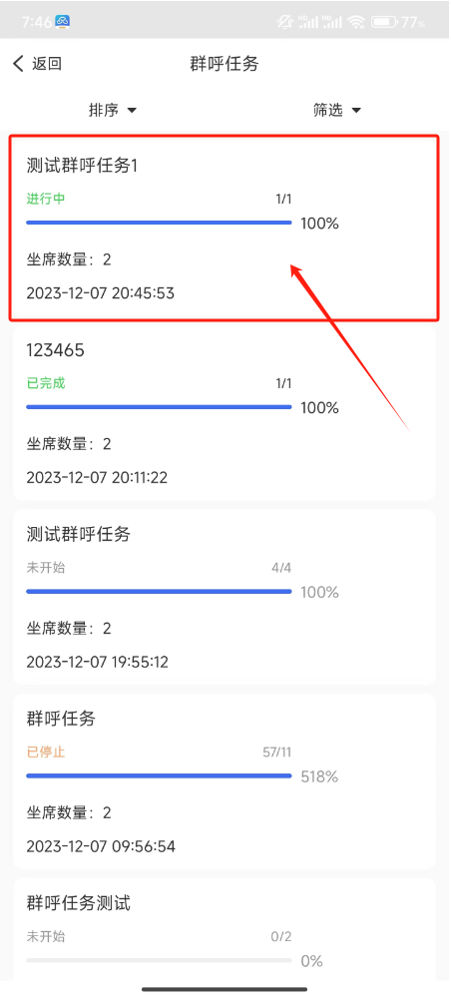 7:46 77%
返回 群呼任务
排序 筛选
测试群呼任务1
进行中 1/1
100%
坐席数量：2
2023-12-07 20:45:53
123465
已完成 1/1
100%
坐席数量：2
2023-12-07 20:11:22
测试群呼任务
未开始 4/4
100%
坐席数量：2
2023-12-07 19:55:12
群呼任务
已停止 57/11
518%
坐席数量：2
2023-12-07 09:56:54
群呼任务测试
未开始 0/2
0%